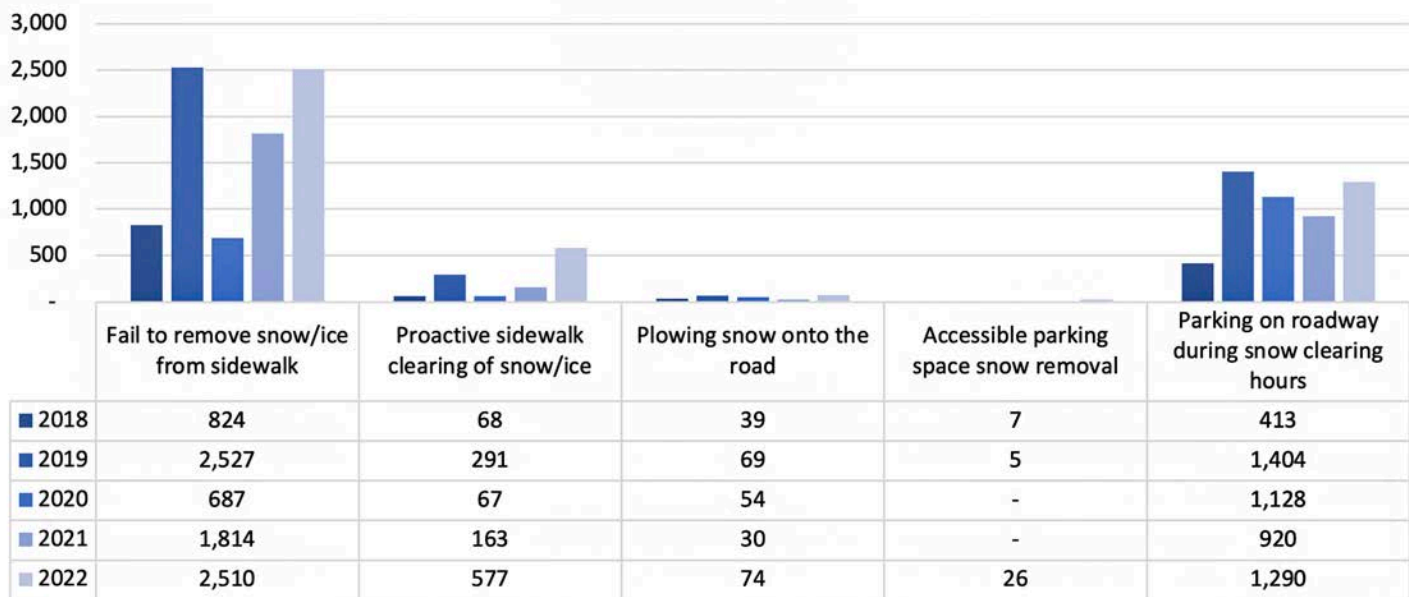 3,000
2,500
2,000
1,500
1,000
500
-
Fail to remove snow/ice
from sidewalk
Proactive sidewalk
clearing of snow/ice
Plowing snow onto the
road
Accessible parking
space snow removal
Parking on roadway
during snow clearing
hours
2018 824 68 39 7 413
2019 2,527 291 69 5 1,404
2020 687 67 54 - 1,128
2021 1,814 163 30 - 920
2022 2,510 577 74 26 1,290